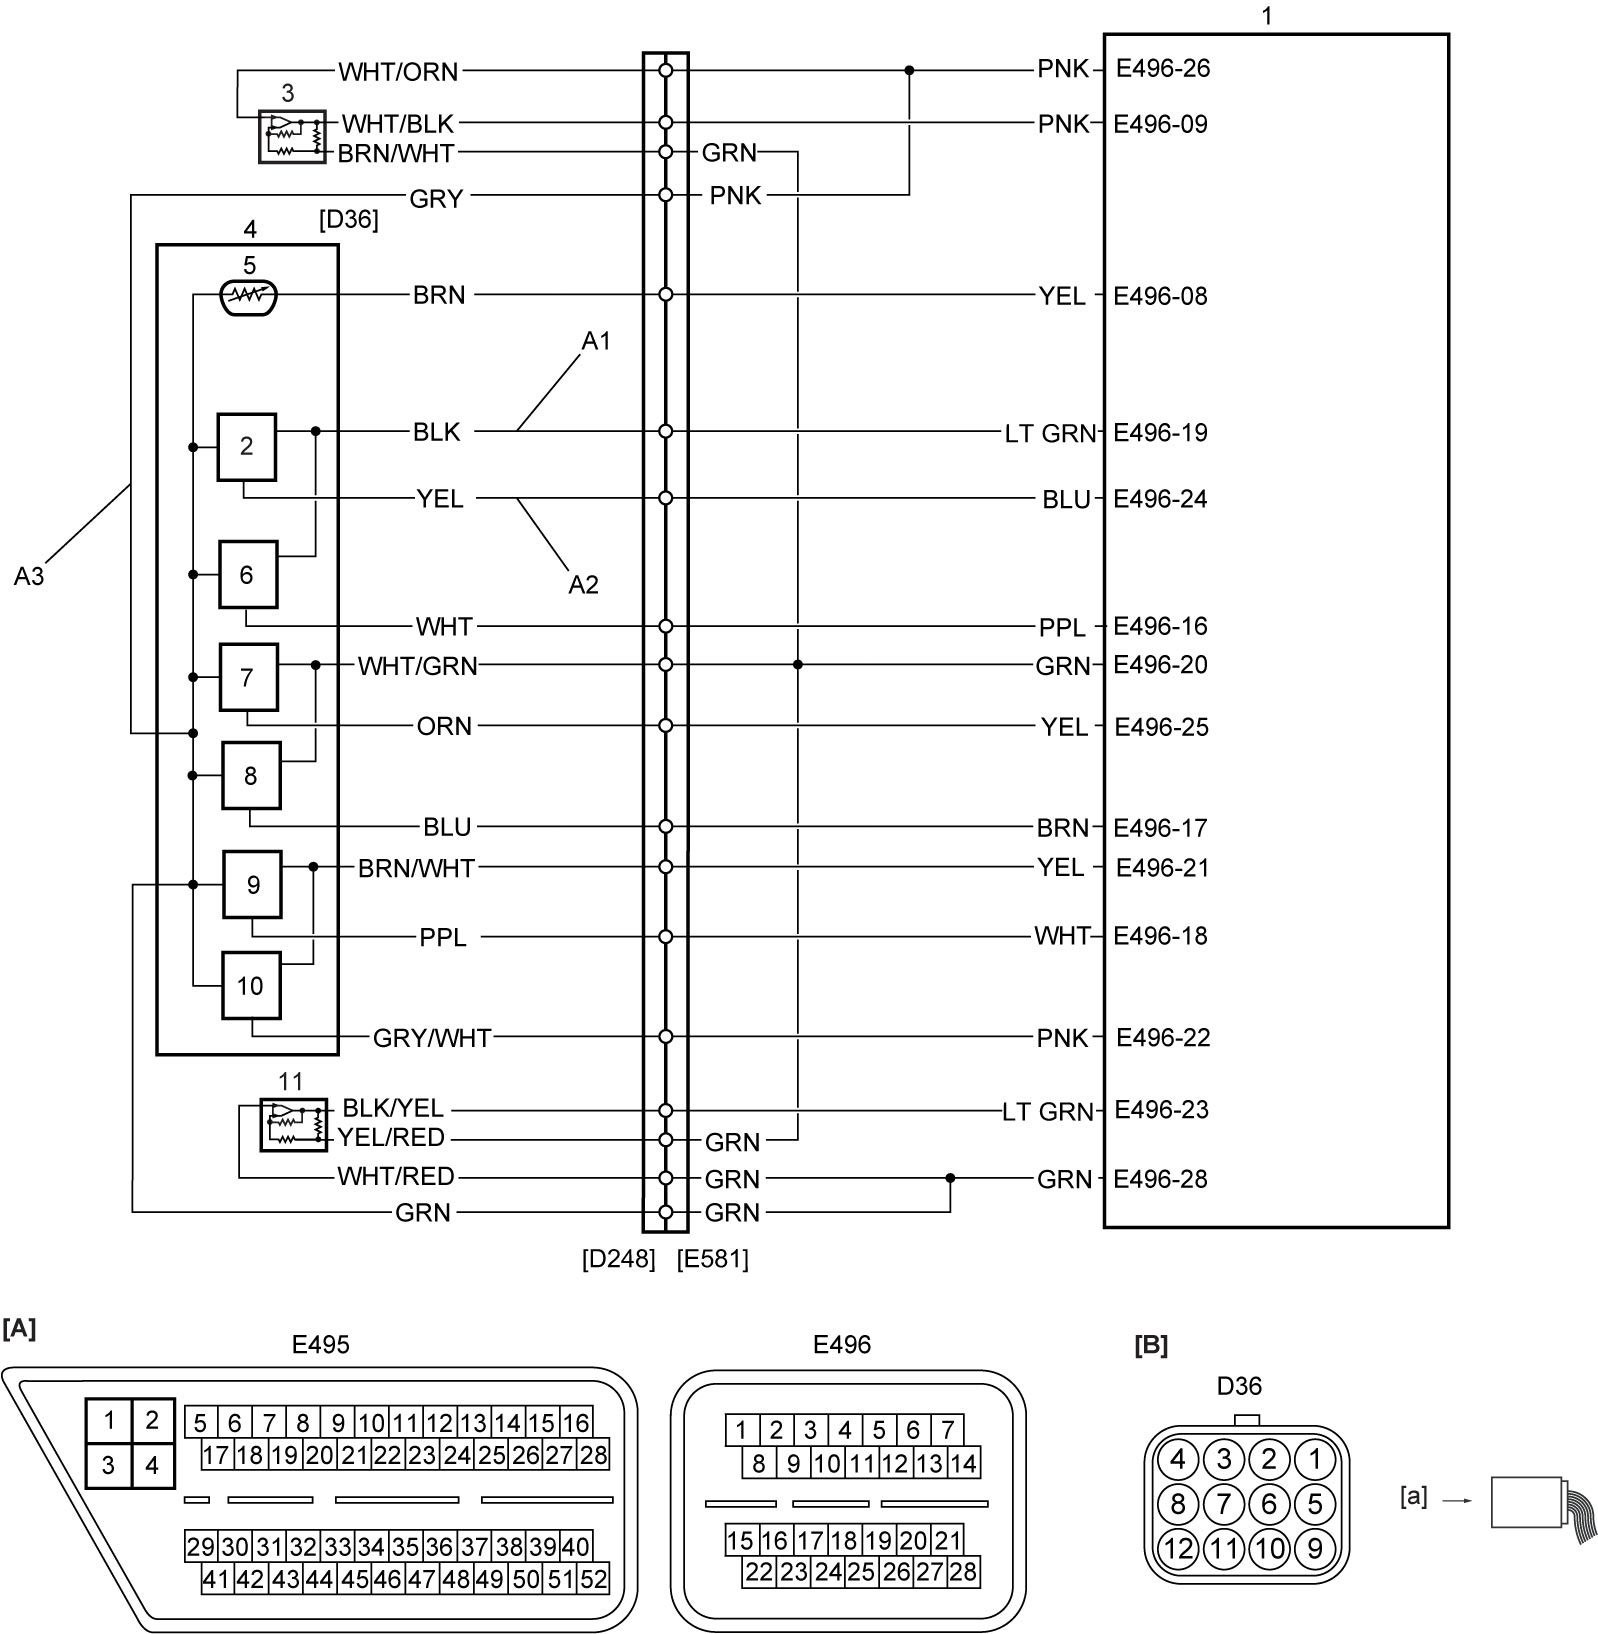 1
WHT/ORN PNK E496-26
3
WHT/BLK PNK E496-09
BRN/WHT GRN
GRY PNK
[D36]
4
5
BRN YEL E496-08
A1
2 BLK LT GRN E496-19
YEL BLU E496-24
A3 6 A2
WHT PPL E496-16
7 WHT/GRN GRN E496-20
ORN YEL E496-25
8
BLU BRN E496-17
9 BRN/WHT YEL E496-21
PPL WHT E496-18
10
GRY/WHT PNK E496-22
11
BLK/YEL LT GRN E496-23
YEL/RED GRN
WHT/RED GRN GRN E496-28
GRN GRN
[D248] [E581]
[A]
E495
1 2
3 4
5 6 7 8 9 10 11 12 13 14 15 16
17 18 19 20 21 22 23 24 25 26 27 28
29 30 31 32 33 34 35 36 37 38 39 40
41 42 43 44 45 46 47 48 49 50 51 52
E496
1 2 3 4 5 6 7
8 9 10 11 12 13 14
15 16 17 18 19 20 21
22 23 24 25 26 27 28
[B]
D36
4 3 2 1
8 7 6 5
12 11 10 9
[a]